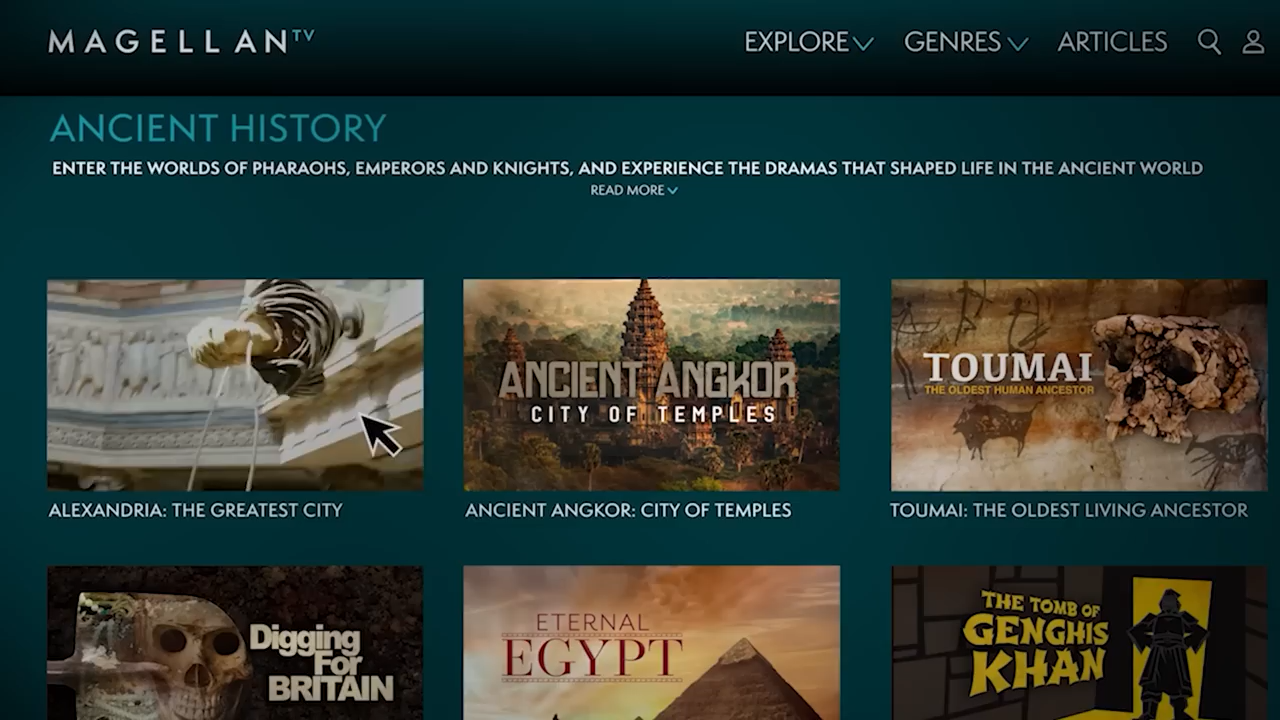 MAGELLAN TV
EXPLORE GENRES ARTICLES
ANCIENT HISTORY
ENTER THE WORLDS OF PHARAOHS, EMPERORS AND KNIGHTS, AND EXPERIENCE THE DRAMAS THAT SHAPED LIFE IN THE ANCIENT WORLD
READ MORE
ANCIENT ANGKOR
CITY OF TEMPLES
TOUMAI
THE OLDEST HUMAN ANCESTOR
ALEXANDRIA: THE GREATEST CITY
ANCIENT ANGKOR: CITY OF TEMPLES
TOUMAI: THE OLDEST LIVING ANCESTOR
Digging
For
BRITAIN
ETERNAL
EGYPT
THE TOMB OF
GENGHIS
KHAN